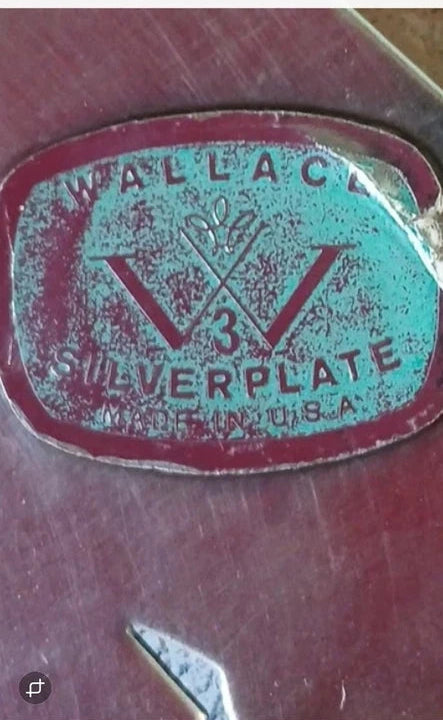 WALLACE
W
3
SILVERPLATE
MADE IN U.S.A.